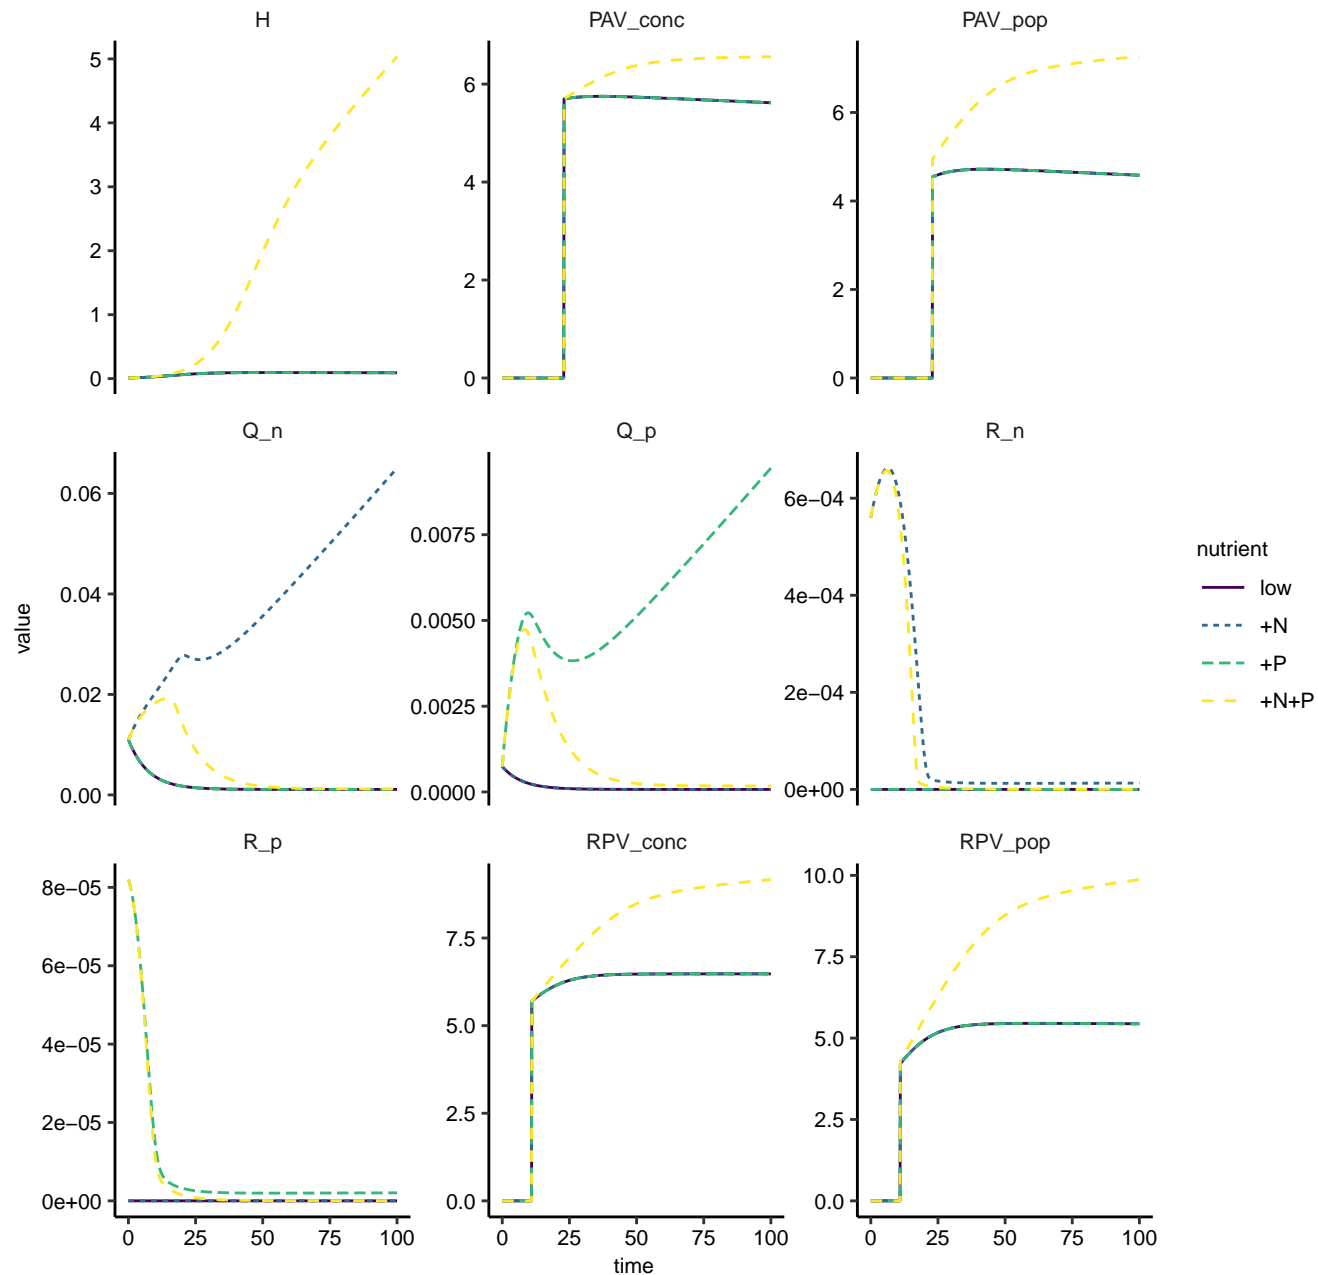 H
PAV_conc
PAV_pop
5
4
3
2
1
0
6
4
2
0
6
4
2
0
Q_n
Q_p
R_n
0.06
0.04
0.02
0.00
0.0075
0.0050
0.0025
0.0000
6e−04
4e−04
2e−04
0e+00
R_p
RPV_conc
RPV_pop
8e−05
6e−05
4e−05
2e−05
0e+00
7.5
5.0
2.5
0.0
10.0
7.5
5.0
2.5
0.0
0 25 50 75 100
0 25 50 75 100
0 25 50 75 100
time
value
nutrient
low
+N
+P
+N+P